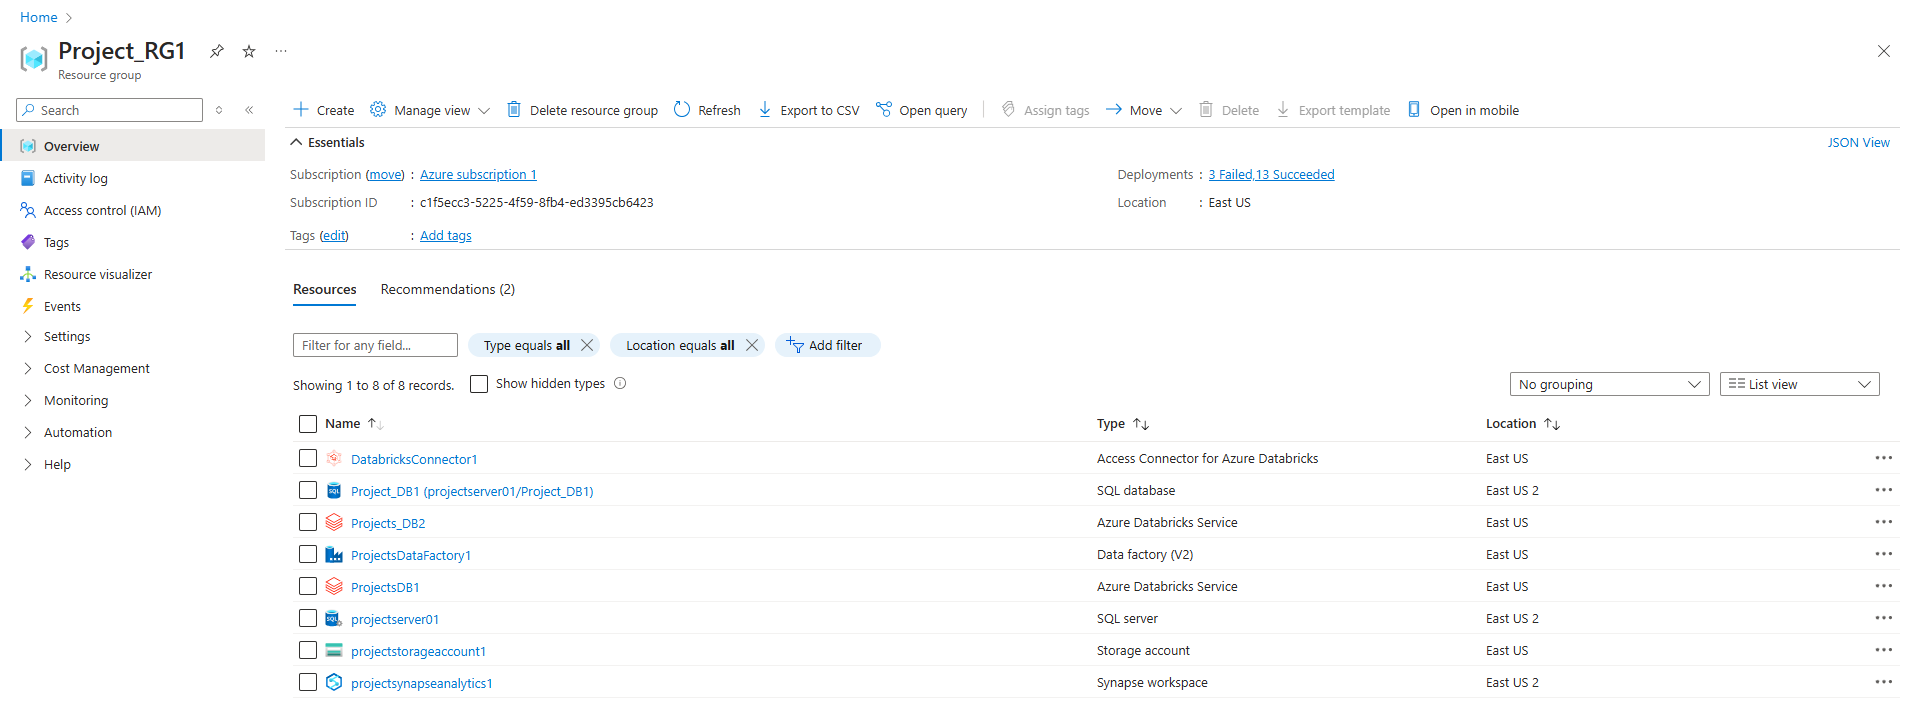 Home
Project_RG1
Resource group
Search
Overview
Activity log
Access control (IAM)
Tags
Resource visualizer
Events
Settings
Cost Management
Monitoring
Automation
Help
Create Manage view Delete resource group Refresh Export to CSV Open query Assign tags Move Delete Export template Open in mobile
Essentials JSON View
Subscription (move) : Azure subscription 1 Deployments : 3 Failed,13 Succeeded
Subscription ID : c1f5ecc3-5225-4f59-8fb4-ed3395cb6423 Location : East US
Tags (edit) : Add tags
Resources Recommendations (2)
Filter for any field... Type equals all Location equals all Add filter
Showing 1 to 8 of 8 records. Show hidden types No grouping List view
Name Type Location
DatabricksConnector1 Access Connector for Azure Databricks East US
SQL Project_DB1 (projectserver01/Project_DB1) SQL database East US 2
Projects_DB2 Azure Databricks Service East US
ProjectsDataFactory1 Data factory (V2) East US
ProjectsDB1 Azure Databricks Service East US
SQL projectserver01 SQL server East US 2
projectstorageaccount1 Storage account East US
projectsynapseanalytics1 Synapse workspace East US 2